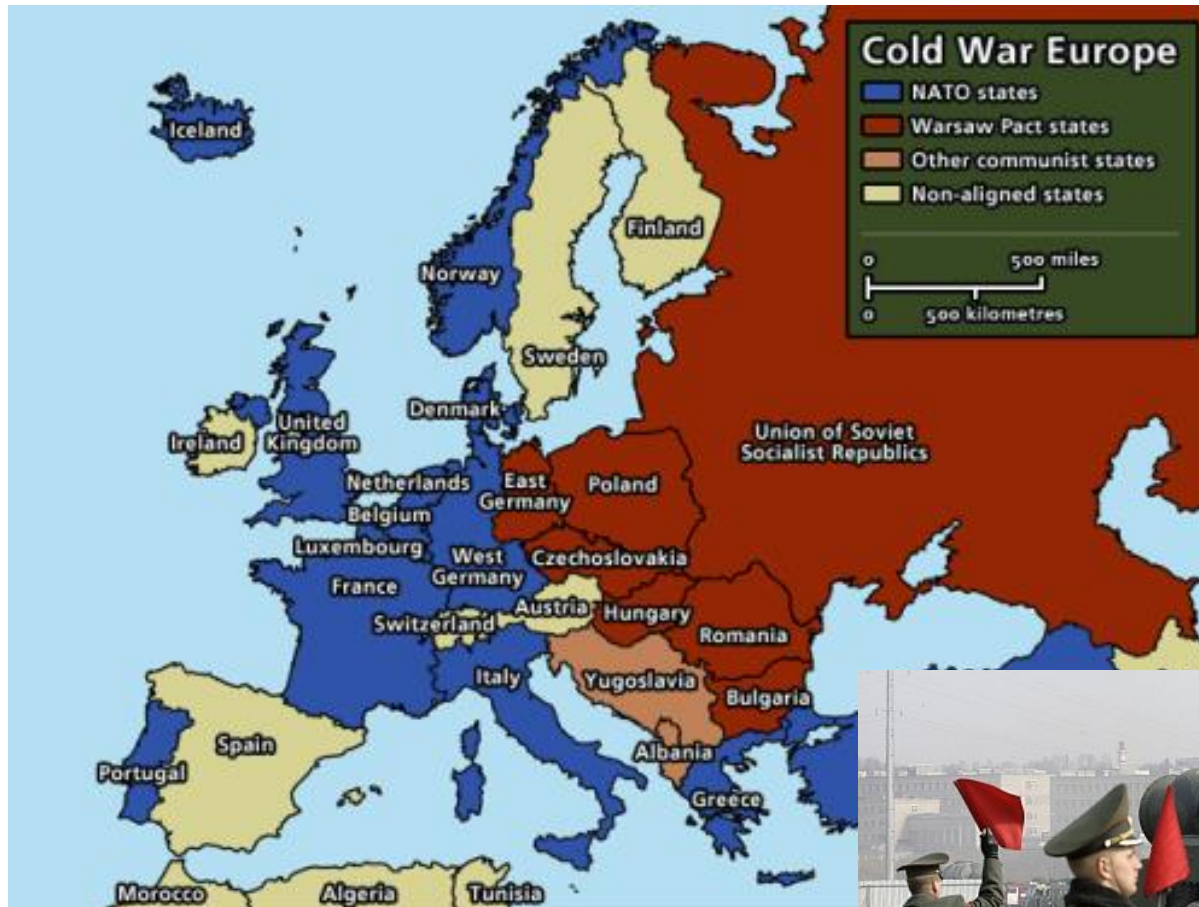 Cold War Europe
NATO states
Warsaw Pact states
Other communist states
Non-aligned states
0 500 miles
0 500 kilometres
Iceland
Finland
Norway
Sweden
Denmark
Ireland
United
Kingdom
Union of Soviet
Socialist Republics
Netherlands
East
Germany
Poland
Belgium
Luxembourg
West
Germany
Czechoslovakia
France
Austria
Hungary
Switzerland
Romania
Italy
Yugoslavia
Bulgaria
Spain
Albania
Portugal
Greece
Morocco
Algeria
Tunisia